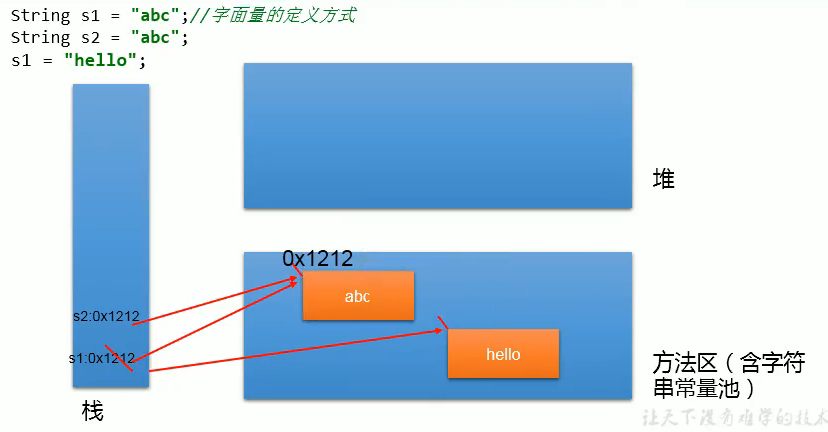 String s1 = "abc";//字面量的定义方式
String s2 = "abc";
s1 = "hello";
堆
0x1212
abc
s2:0x1212
hello
s1:0x1212
方法区（含字符
串常量池）
栈
让天下没有难学的技术